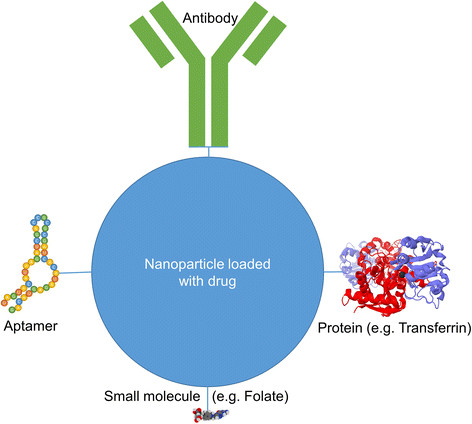 Antibody
Nanoparticle loaded
with drug
Aptamer
Protein (e.g. Transferrin)
Small molecule (e.g. Folate)